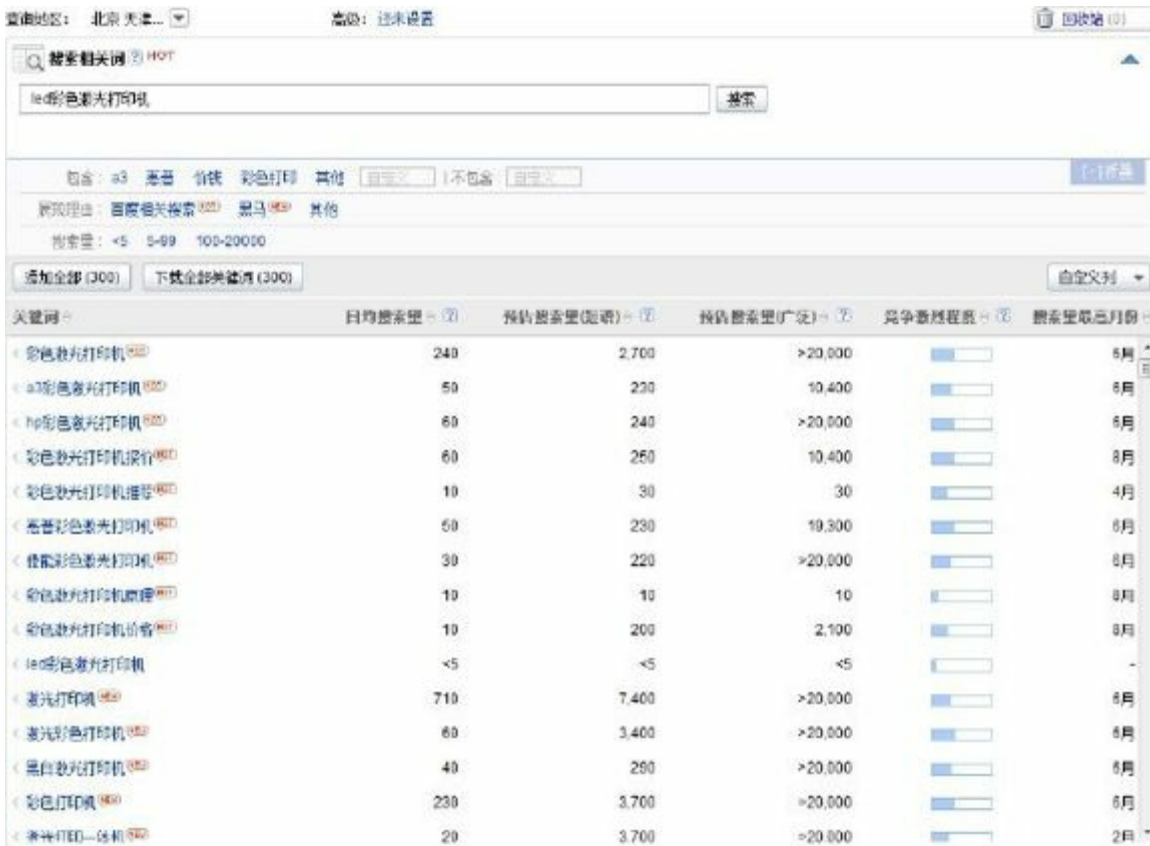 查询地区： 北京 天津... 高级： 还未设置 回收站 (0)
搜索相关词 HOT
led彩色激光打印机 搜索
包含： a3 惠普 价钱 彩色打印 其他 自定义 | 不包含 自定义 [-]折叠
展现理由： 百度相关搜索 黑马 其他
搜索量： <5 5-99 100-20000
添加全部 (300) 下载全部关键词 (300) 自定义列
关键词 日均搜索量 预估搜索量(短语) 预估搜索量(广泛) 竞争激烈程度 搜索量最高月份
彩色激光打印机 240 2,700 >20,000 6月
a3彩色激光打印机 50 230 10,400 6月
hp彩色激光打印机 60 240 >20,000 6月
彩色激光打印机报价 60 250 10,400 8月
彩色激光打印机推荐 10 30 30 4月
惠普彩色激光打印机 50 230 19,300 6月
佳能彩色激光打印机 30 220 >20,000 6月
彩色激光打印机原理 10 10 10 8月
彩色激光打印机价格 10 200 2,100 8月
led彩色激光打印机 <5 <5 <5 -
激光打印机 710 7,400 >20,000 6月
激光彩色打印机 60 3,400 >20,000 6月
黑白激光打印机 40 290 >20,000 6月
彩色打印机 230 3,700 >20,000 6月
激光打印一体机 20 3,700 >20,000 2月